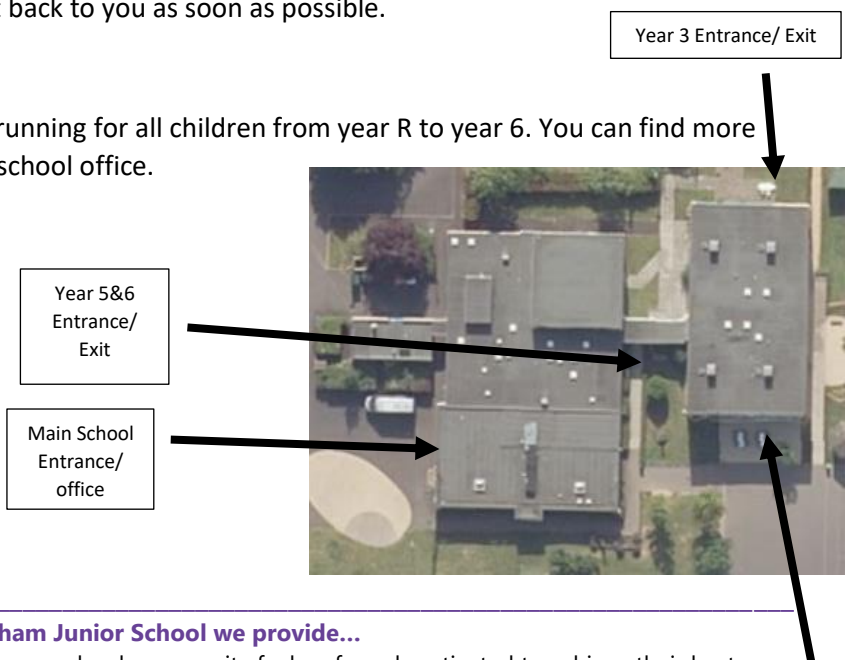 back to you as soon as possible.
Year 3 Entrance/ Exit
running for all children from year R to year 6. You can find more
school office.
Year 5&6
Entrance/
Exit
Main School
Entrance/
office
ham Junior School we provide...